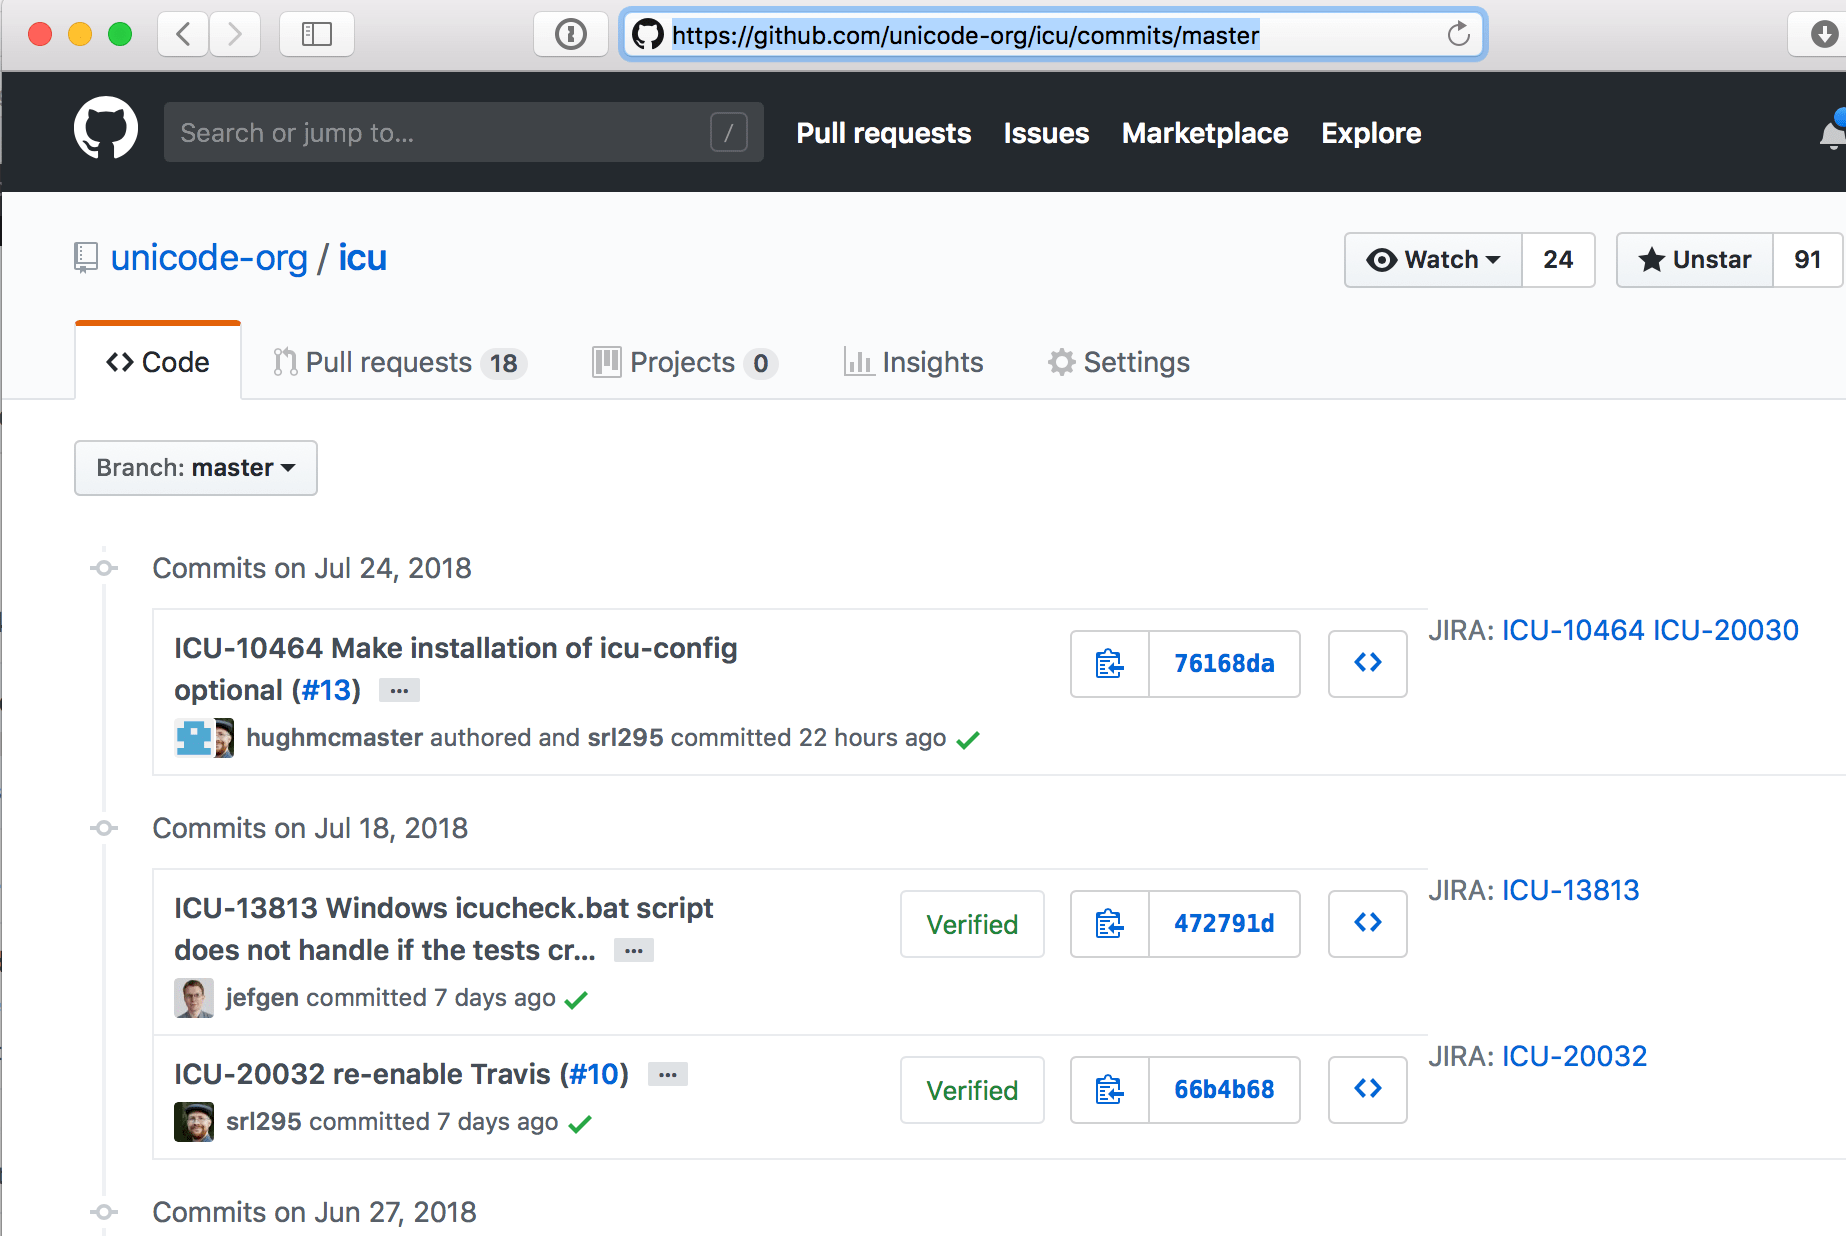 https://github.com/unicode-org/icu/commits/master
Search or jump to... /
Pull requests Issues Marketplace Explore
unicode-org / icu
Watch 24
Unstar 91
Code
Pull requests 18
Projects 0
Insights
Settings
Branch: master
Commits on Jul 24, 2018
ICU-10464 Make installation of icu-config
optional (#13) ...
hughmcmaster authored and srl295 committed 22 hours ago
76168da
JIRA: ICU-10464 ICU-20030
Commits on Jul 18, 2018
ICU-13813 Windows icucheck.bat script
does not handle if the tests cr... ...
jefgen committed 7 days ago
Verified
472791d
JIRA: ICU-13813
ICU-20032 re-enable Travis (#10) ...
srl295 committed 7 days ago
Verified
66b4b68
JIRA: ICU-20032
Commits on Jun 27, 2018